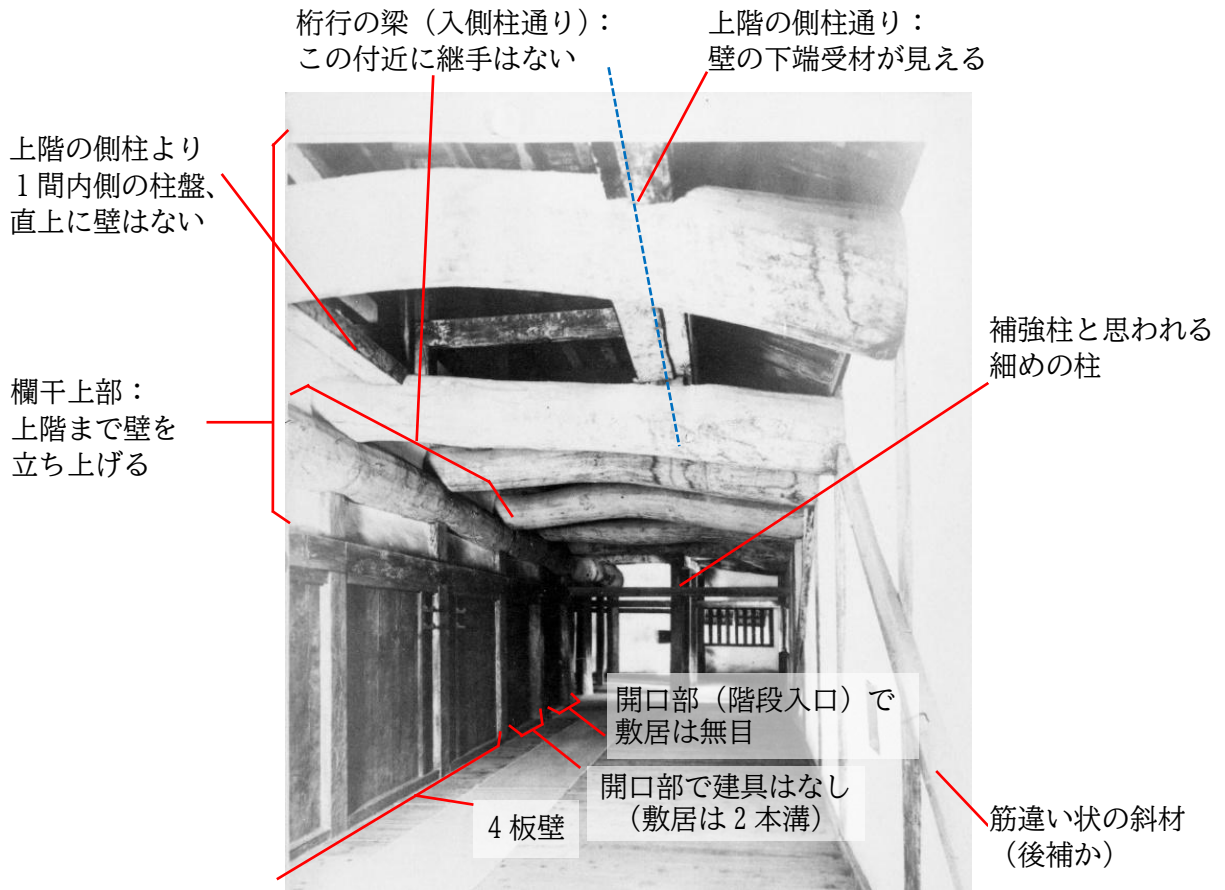 桁行の梁（入側柱通り）：
この付近に継手はない
上階の側柱通り：
壁の下端受材が見える
上階の側柱より
１間内側の柱盤、
直上に壁はない
補強柱と思われる
細めの柱
欄干上部：
上階まで壁を
立ち上げる
開口部（階段入口）で
敷居は無目
開口部で建具はなし
（敷居は２本溝）
４板壁
筋違い状の斜材
（後補か）